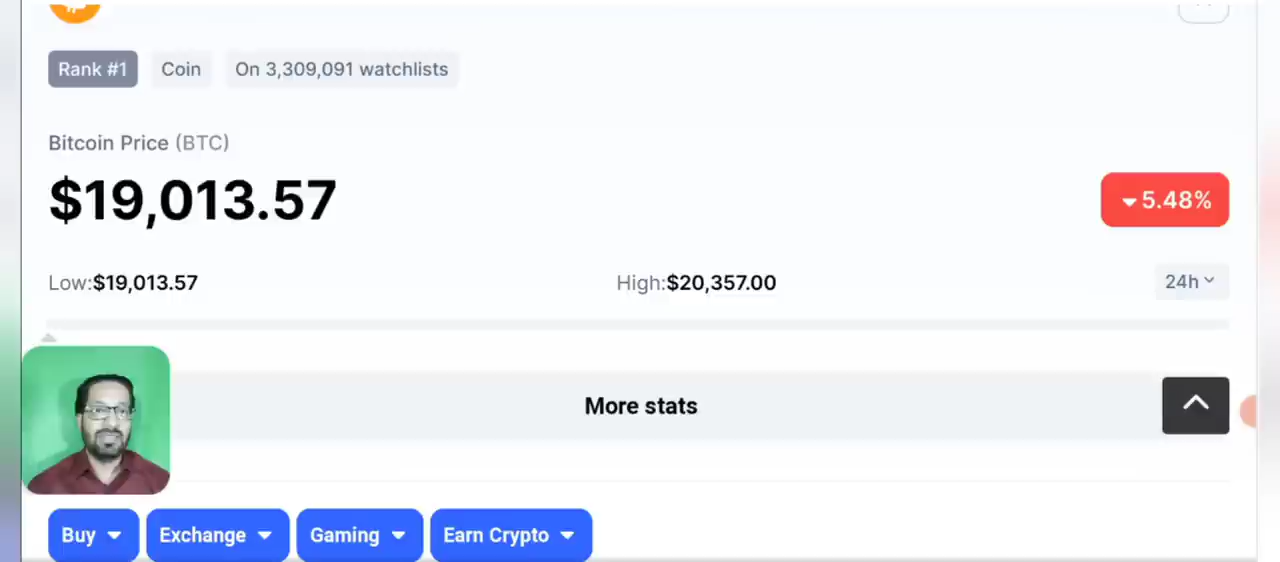 Rank #1 Coin On 3,309,091 watchlists
Bitcoin Price (BTC)
$19,013.57 5.48%
Low:$19,013.57 High:$20,357.00 24h
More stats
Buy Exchange Gaming Earn Crypto